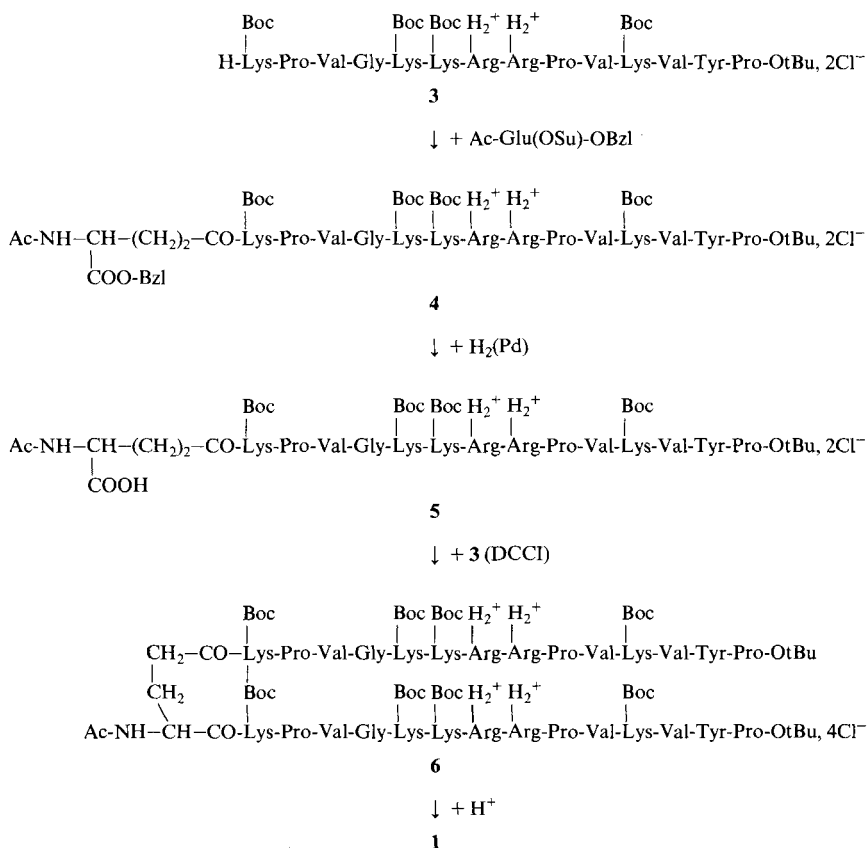 Boc Boc Boc H₂⁺ H₂⁺ Boc
H-Lys-Pro-Val-Gly-Lys-Lys-Arg-Arg-Pro-Val-Lys-Val-Tyr-Pro-OtBu, 2Cl⁻
3
↓ + Ac-Glu(OSu)-OBzl
Boc Boc Boc H₂⁺ H₂⁺ Boc
Ac-NH–CH–(CH₂)₂–CO-Lys-Pro-Val-Gly-Lys-Lys-Arg-Arg-Pro-Val-Lys-Val-Tyr-Pro-OtBu, 2Cl⁻
COO-Bzl
4
↓ + H₂(Pd)
Boc Boc Boc H₂⁺ H₂⁺ Boc
Ac-NH–CH–(CH₂)₂–CO-Lys-Pro-Val-Gly-Lys-Lys-Arg-Arg-Pro-Val-Lys-Val-Tyr-Pro-OtBu, 2Cl⁻
COOH
5
↓ + 3 (DCCI)
Boc Boc Boc H₂⁺ H₂⁺ Boc
CH₂–CO-Lys-Pro-Val-Gly-Lys-Lys-Arg-Arg-Pro-Val-Lys-Val-Tyr-Pro-OtBu
CH₂ Boc Boc Boc H₂⁺ H₂⁺ Boc
Ac-NH–CH–CO-Lys-Pro-Val-Gly-Lys-Lys-Arg-Arg-Pro-Val-Lys-Val-Tyr-Pro-OtBu, 4Cl⁻
6
↓ + H⁺
1